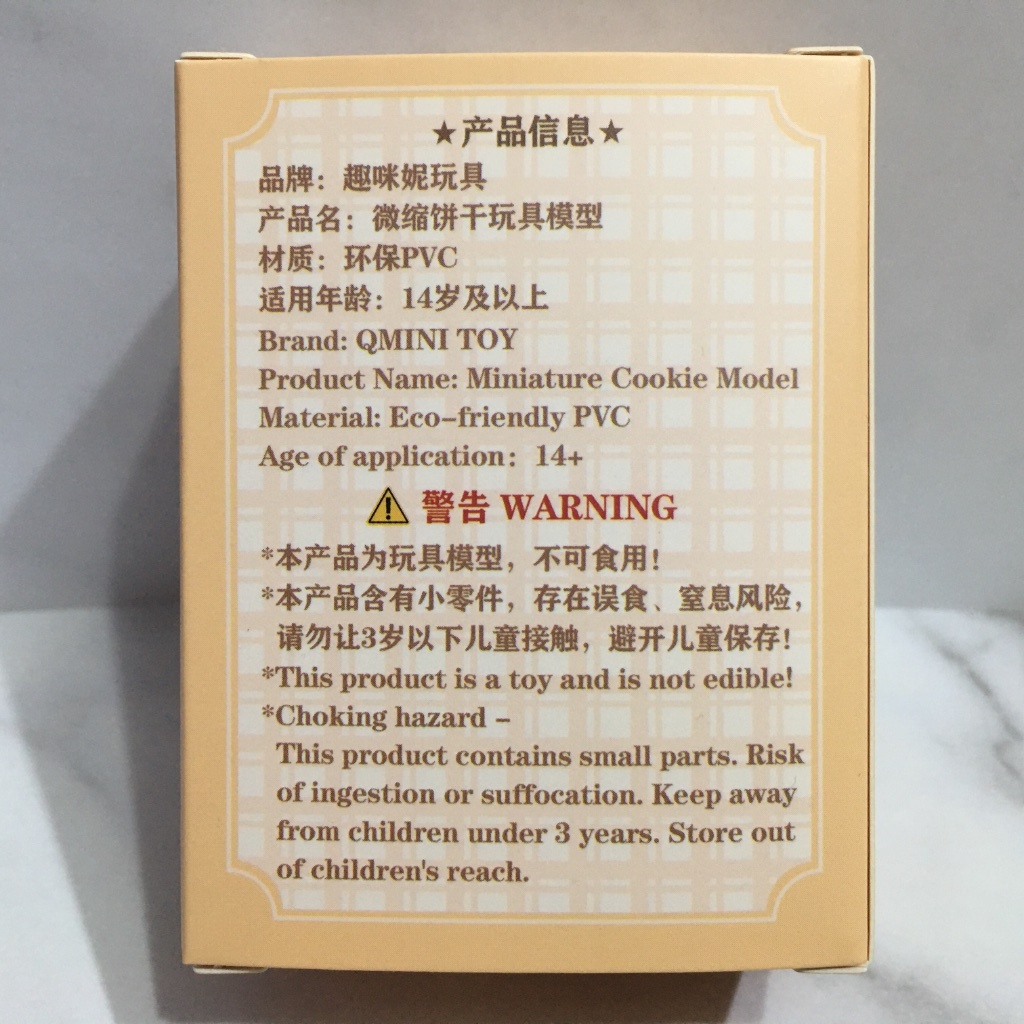 ★产品信息★
品牌：趣咪妮玩具
产品名：微缩饼干玩具模型
材质：环保PVC
适用年龄：14岁及以上
Brand: QMINI TOY
Product Name: Miniature Cookie Model
Material: Eco-friendly PVC
Age of application：14+
警告 WARNING
*本产品为玩具模型，不可食用！
*本产品含有小零件，存在误食、窒息风险，
请勿让3岁以下儿童接触，避开儿童保存！
*This product is a toy and is not edible!
*Choking hazard -
This product contains small parts. Risk
of ingestion or suffocation. Keep away
from children under 3 years. Store out
of children's reach.